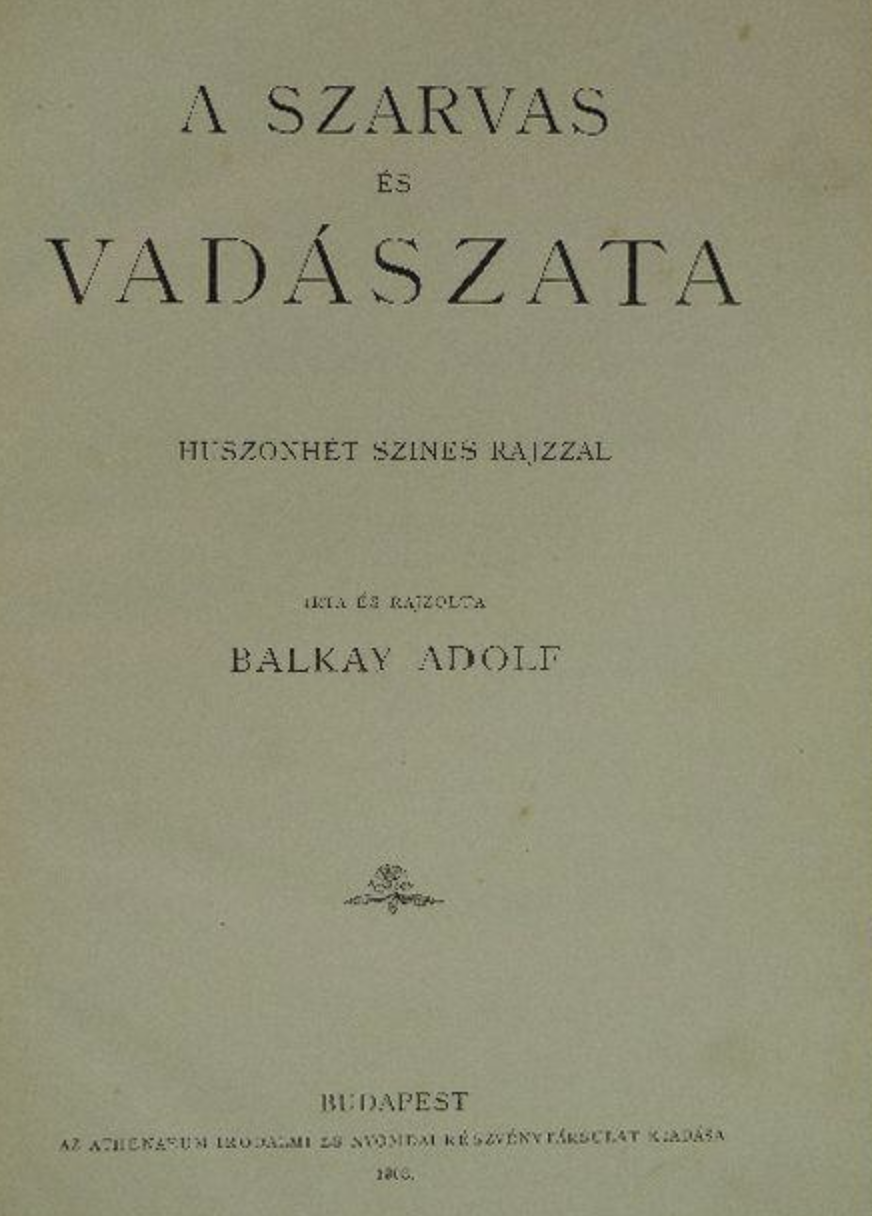 A SZARVAS
ÉS
VADÁSZATA
HUSZONHÉT SZINES RAJZZAL
IRTA ÉS RAJZOLTA
BALKAY ADOLF
BUDAPEST
AZ ATHENAEUM IRODALMI ÉS NYOMDAI RÉSZVÉNYTÁRSULAT KIADÁSA